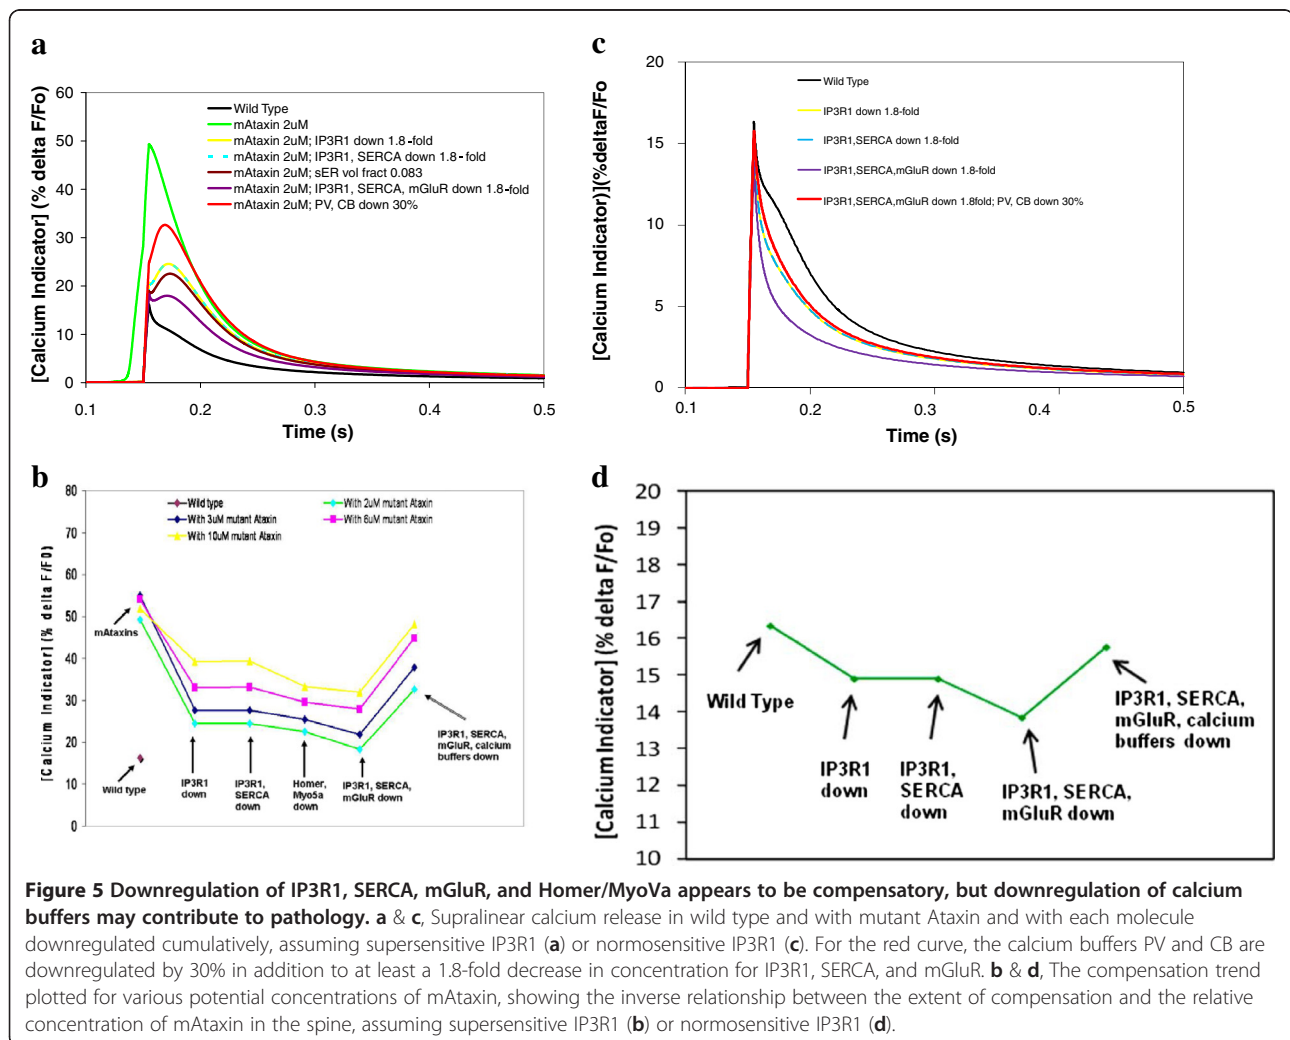 a
[Calcium Indicator] (% delta F/Fo)
60
50
40
30
20
10
0
Wild Type
mAtaxin 2uM
mAtaxin 2uM; IP3R1 down 1.8-fold
mAtaxin 2uM; IP3R1, SERCA down 1.8-fold
mAtaxin 2uM; sER vol fract 0.083
mAtaxin 2uM; IP3R1, SERCA, mGluR down 1.8-fold
mAtaxin 2uM; PV, CB down 30%
0.1 0.2 0.3 0.4 0.5
Time (s)
c
[Calcium Indicator)](%deltaF/Fo
20
15
10
5
0
Wild Type
IP3R1 down 1.8-fold
IP3R1,SERCA down 1.8-fold
IP3R1,SERCA,mGluR down 1.8-fold
IP3R1,SERCA,mGluR down 1.8fold; PV, CB down 30%
0.1 0.2 0.3 0.4 0.5
Time (s)
b
[Calcium Indicator] (% delta F/F0)
80
70
60
50
40
30
20
10
0
Wild type
With 2uM mutant Ataxin
With 3uM mutant Ataxin
With 6uM mutant Ataxin
With 10uM mutant Ataxin
mAtaxins
Wild type
IP3R1
down
IP3R1,
SERCA
down
Homer,
Myo5a
down
IP3R1, SERCA,
mGluR down
IP3R1, SERCA,
mGluR, calcium
buffers down
d
[Calcium Indicator] (% delta F/Fo)
20
19
18
17
16
15
14
13
12
11
10
Wild Type
IP3R1
down
IP3R1,
SERCA
down
IP3R1, SERCA,
mGluR down
IP3R1, SERCA,
mGluR, calcium
buffers down
Figure 5 Downregulation of IP3R1, SERCA, mGluR, and Homer/MyoVa appears to be compensatory, but downregulation of calcium
buffers may contribute to pathology. a & c, Supralinear calcium release in wild type and with mutant Ataxin and with each molecule
downregulated cumulatively, assuming supersensitive IP3R1 (a) or normosensitive IP3R1 (c). For the red curve, the calcium buffers PV and CB are
downregulated by 30% in addition to at least a 1.8-fold decrease in concentration for IP3R1, SERCA, and mGluR. b & d, The compensation trend
plotted for various potential concentrations of mAtaxin, showing the inverse relationship between the extent of compensation and the relative
concentration of mAtaxin in the spine, assuming supersensitive IP3R1 (b) or normosensitive IP3R1 (d).